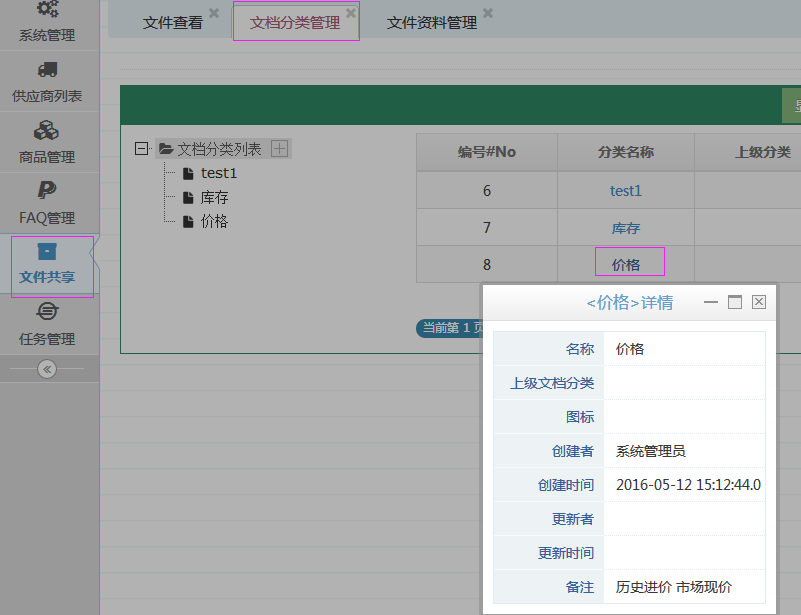 系统管理
供应商列表
商品管理
FAQ管理
文件共享
任务管理
文件查看
文档分类管理
文件资料管理
文档分类列表
test1
库存
价格
编号#No 分类名称 上级分类
6 test1
7 库存
8 价格
当前第 1
<价格>详情
名称 价格
上级文档分类
图标
创建者 系统管理员
创建时间 2016-05-12 15:12:44.0
更新者
更新时间
备注 历史进价 市场现价